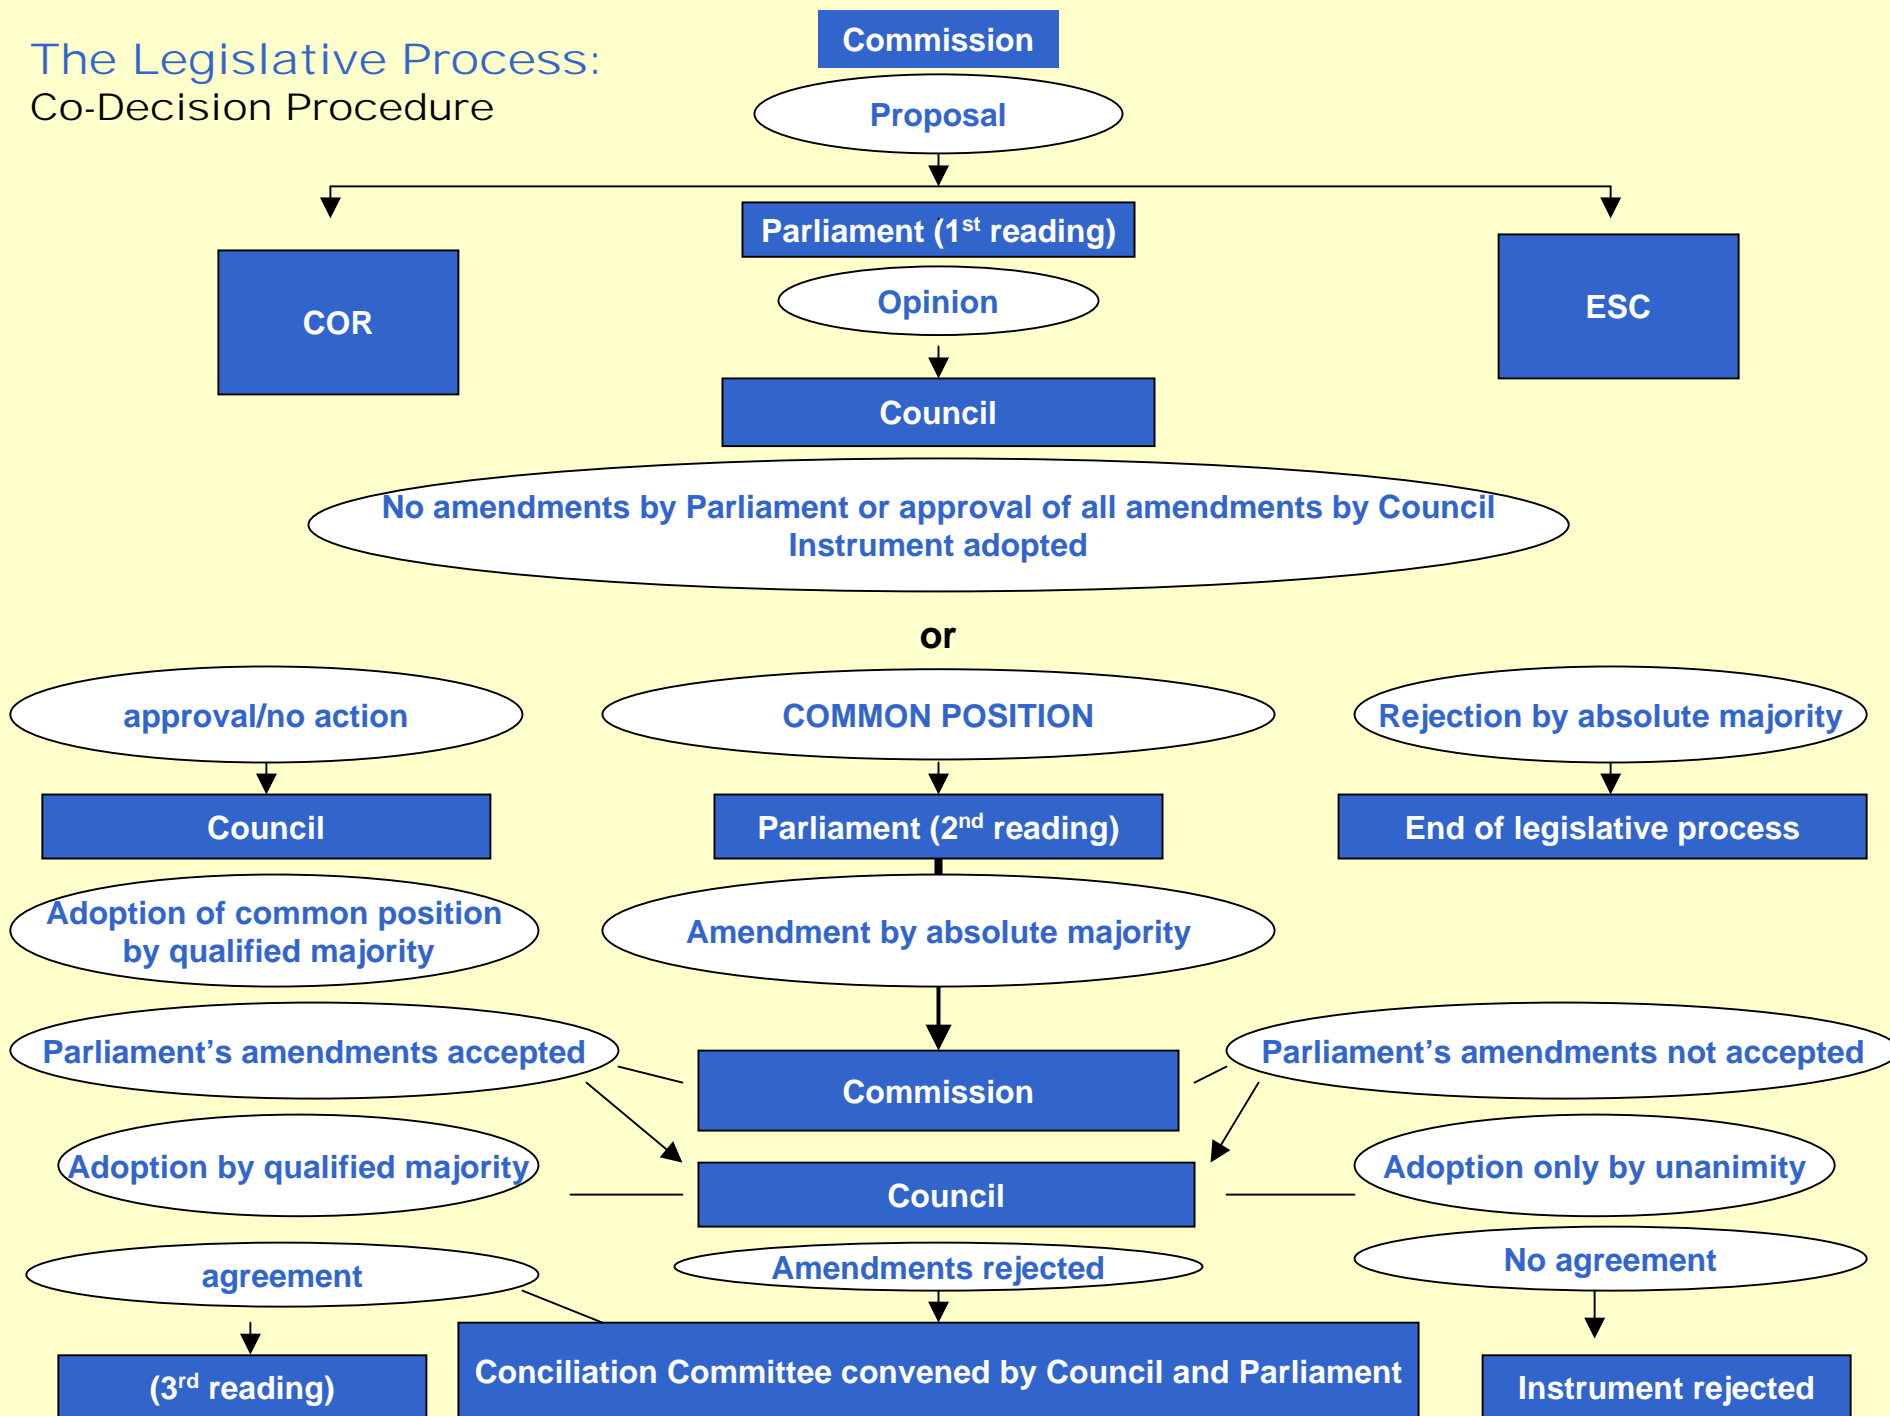 The Legislative Process:
Co-Decision Procedure
Commission
Proposal
COR
Parliament (1st reading)
ESC
Opinion
Council
No amendments by Parliament or approval of all amendments by Council
Instrument adopted
or
approval/no action
COMMON POSITION
Rejection by absolute majority
Council
Parliament (2nd reading)
End of legislative process
Adoption of common position
by qualified majority
Amendment by absolute majority
Parliament’s amendments accepted
Commission
Parliament’s amendments not accepted
Adoption by qualified majority
Council
Adoption only by unanimity
agreement
Amendments rejected
No agreement
(3rd reading)
Conciliation Committee convened by Council and Parliament
Instrument rejected